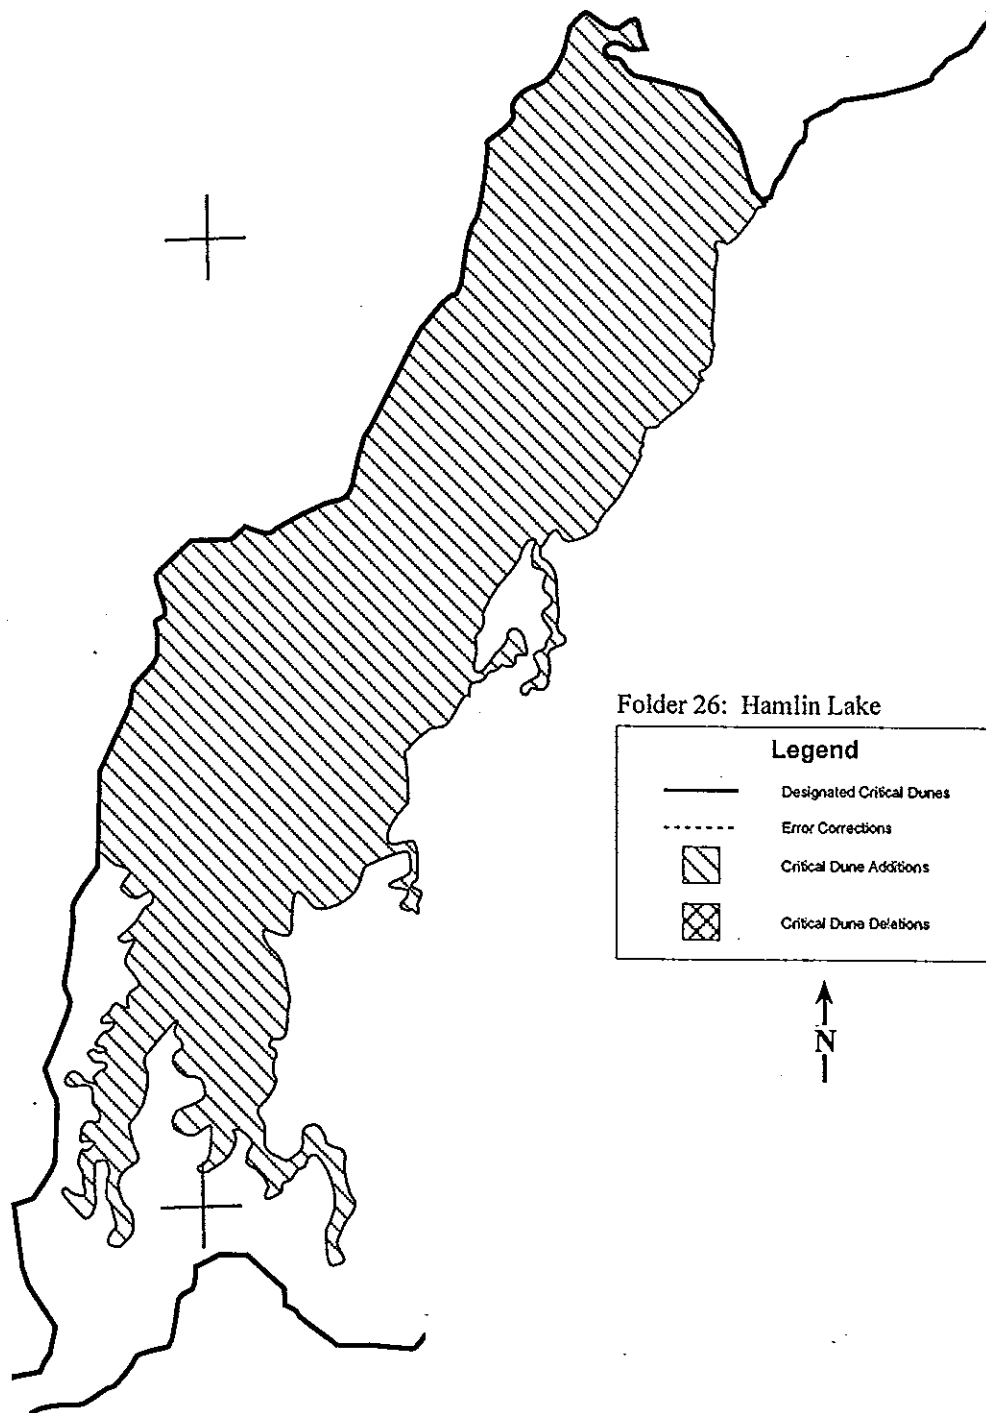 Folder 26: Hamlin Lake
Legend
Designated Critical Dunes
Error Corrections
Critical Dune Additions
Critical Dune Deletions
N